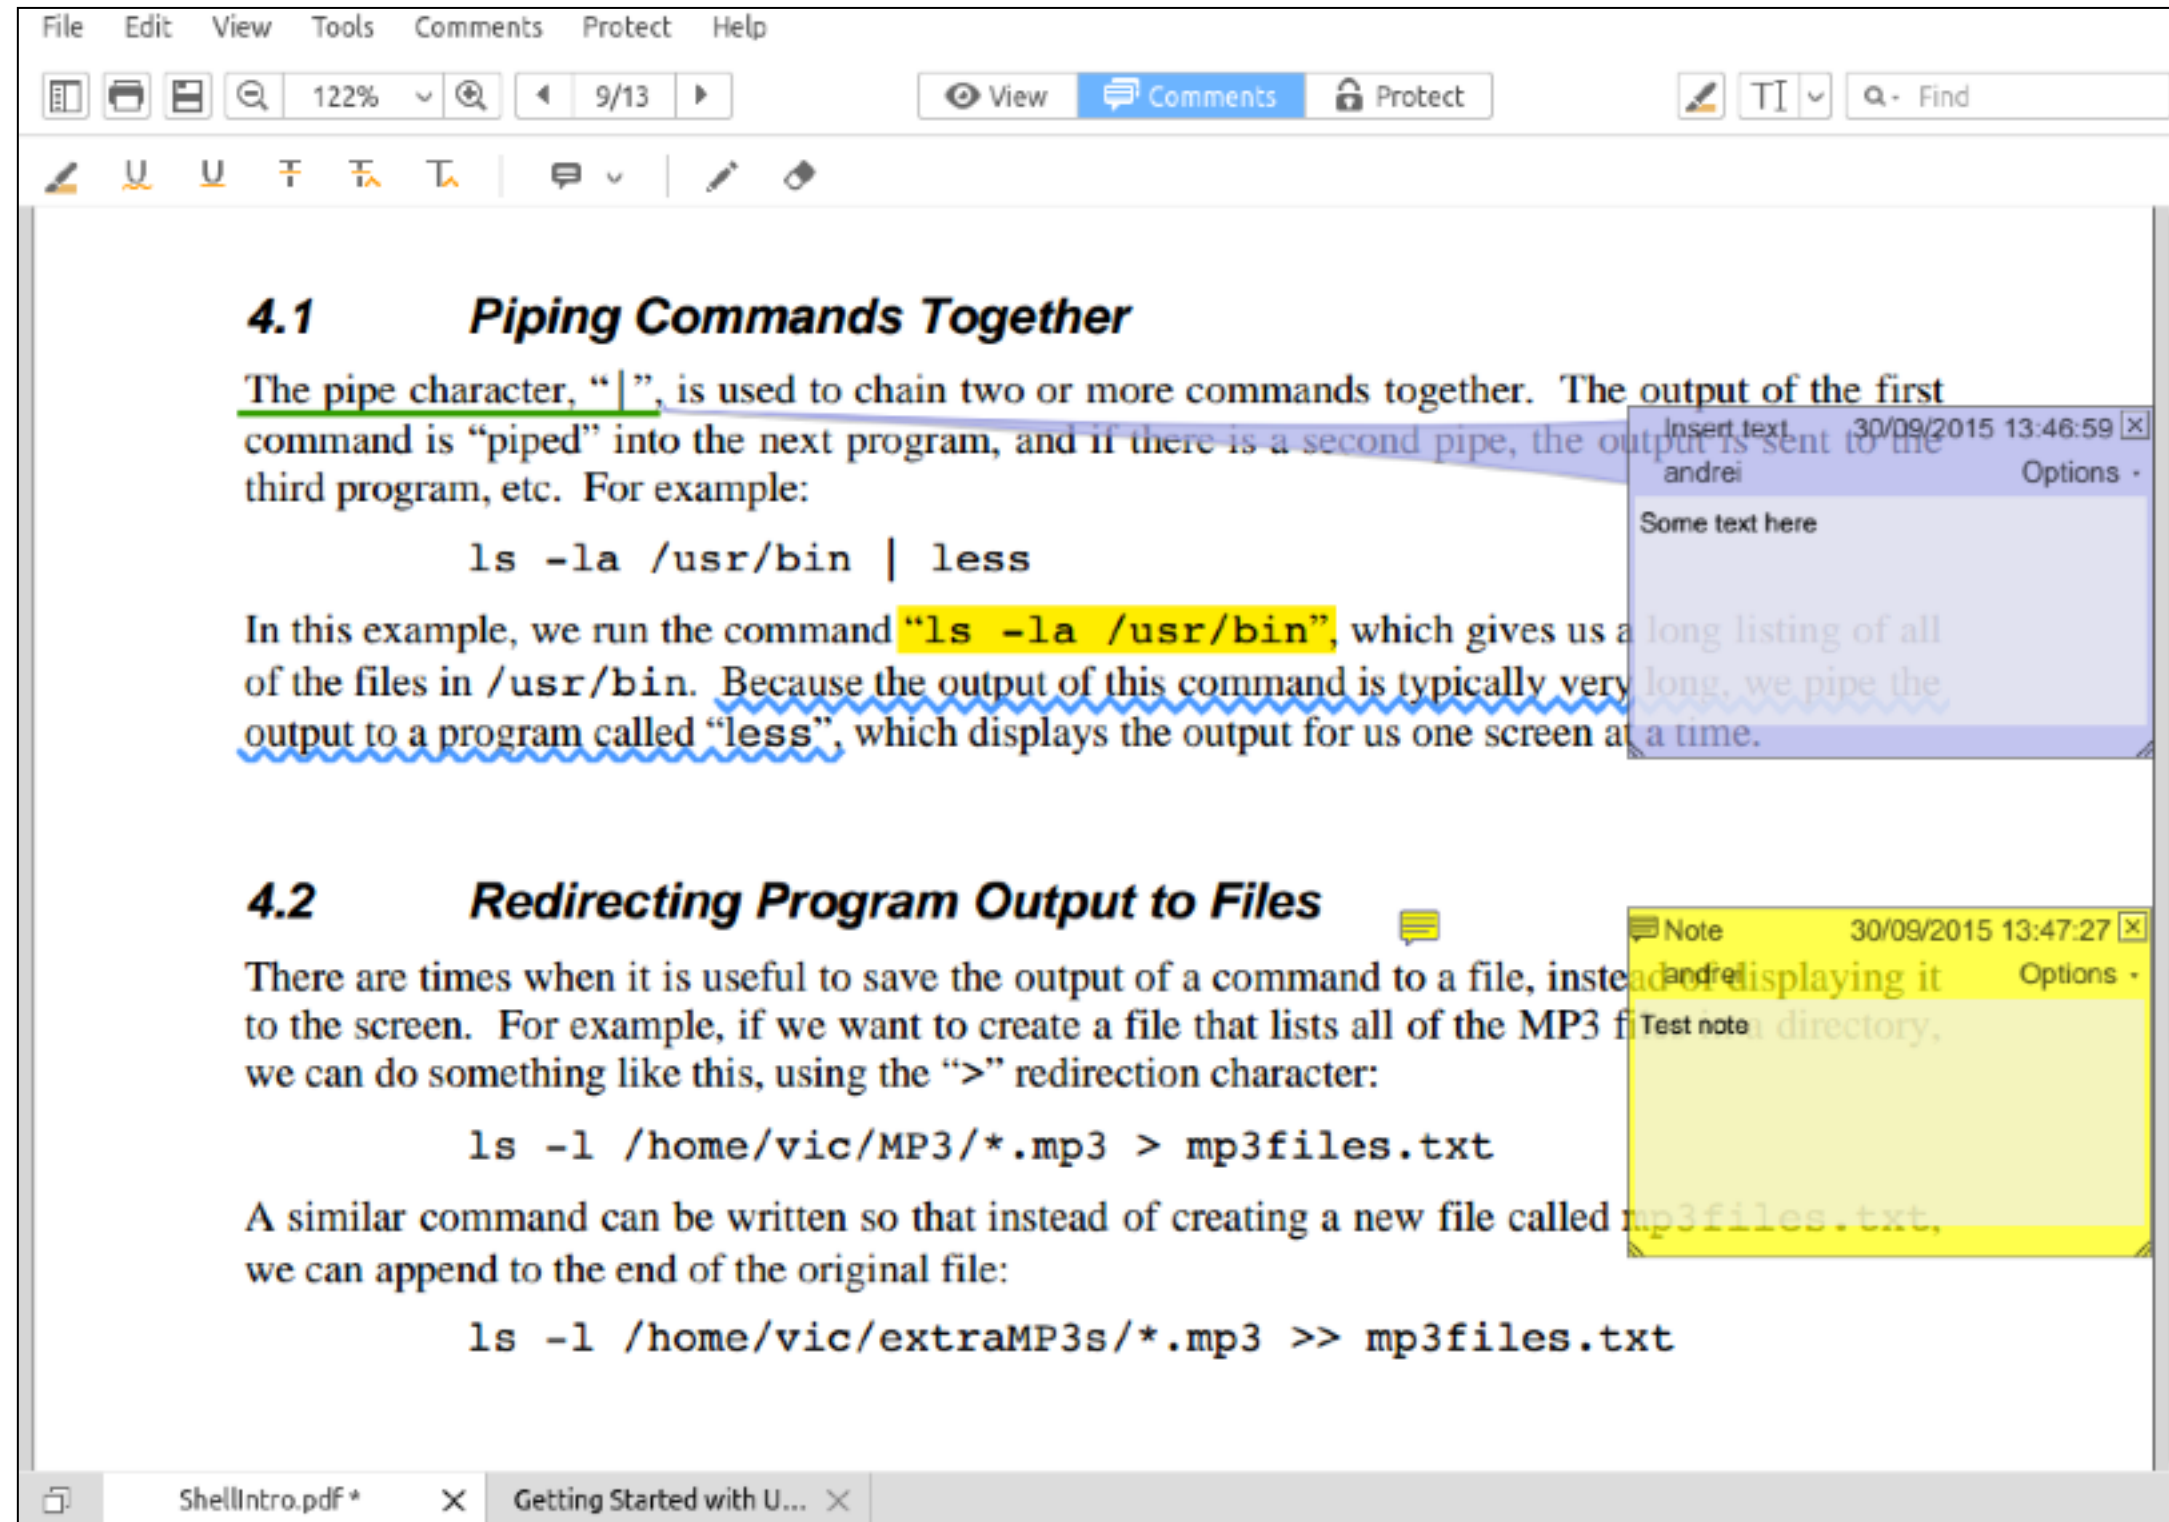 File Edit View Tools Comments Protect Help
122% 9/13 View Comments Protect TI Find
U U T T T
4.1 Piping Commands Together
The pipe character, “|”, is used to chain two or more commands together. The output of the first
command is “piped” into the next program, and if there is a second pipe, the output is sent to the
third program, etc. For example:
ls -la /usr/bin | less
In this example, we run the command “ls -la /usr/bin”, which gives us a long listing of all
of the files in /usr/bin. Because the output of this command is typically very long, we pipe the
output to a program called “less”, which displays the output for us one screen at a time.
Insert text 30/09/2015 13:46:59
andrei Options
Some text here
4.2 Redirecting Program Output to Files
There are times when it is useful to save the output of a command to a file, instead of displaying it
to the screen. For example, if we want to create a file that lists all of the MP3 files in a directory,
we can do something like this, using the “>” redirection character:
ls -l /home/vic/MP3/*.mp3 > mp3files.txt
A similar command can be written so that instead of creating a new file called mp3files.txt,
we can append to the end of the original file:
ls -l /home/vic/extraMP3s/*.mp3 >> mp3files.txt
Note 30/09/2015 13:47:27
andrei Options
Test note
ShellIntro.pdf * Getting Started with U...